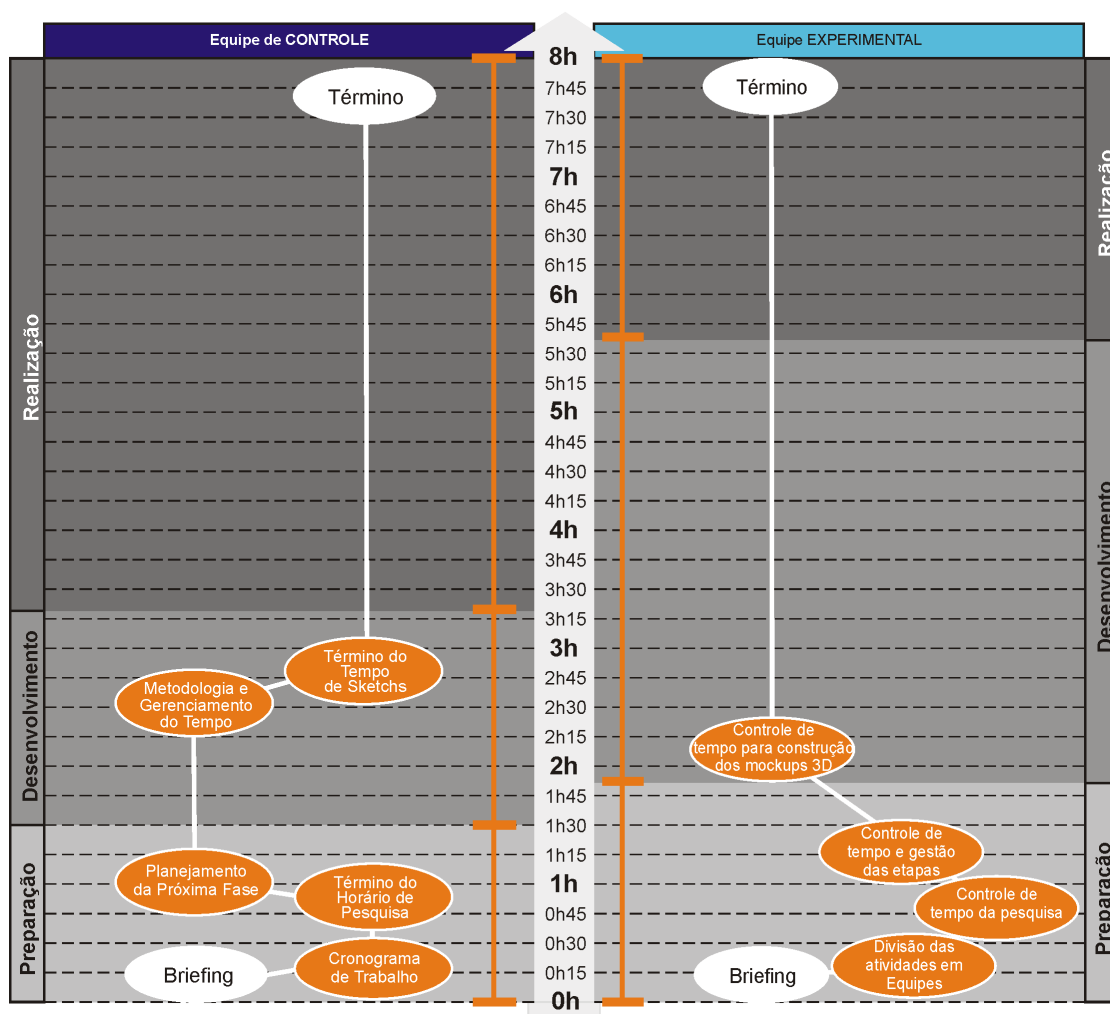 Equipe de CONTROLE
Equipe EXPERIMENTAL
8h
7h45
7h30
7h15
7h
6h45
6h30
6h15
6h
5h45
5h30
5h15
5h
4h45
4h30
4h15
4h
3h45
3h30
3h15
3h
2h45
2h30
2h15
2h
1h45
1h30
1h15
1h
0h45
0h30
0h15
0h
Realização
Desenvolvimento
Preparação
Término
Término do
Tempo
de Sketchs
Metodologia e
Gerenciamento
do Tempo
Planejamento
da Próxima Fase
Término do
Horário de
Pesquisa
Cronograma
de Trabalho
Briefing
Término
Controle de
tempo para construção
dos mockups 3D
Controle de
tempo e gestão
das etapas
Controle de
tempo da pesquisa
Divisão das
atividades em
Equipes
Briefing
Realização
Desenvolvimento
Preparação